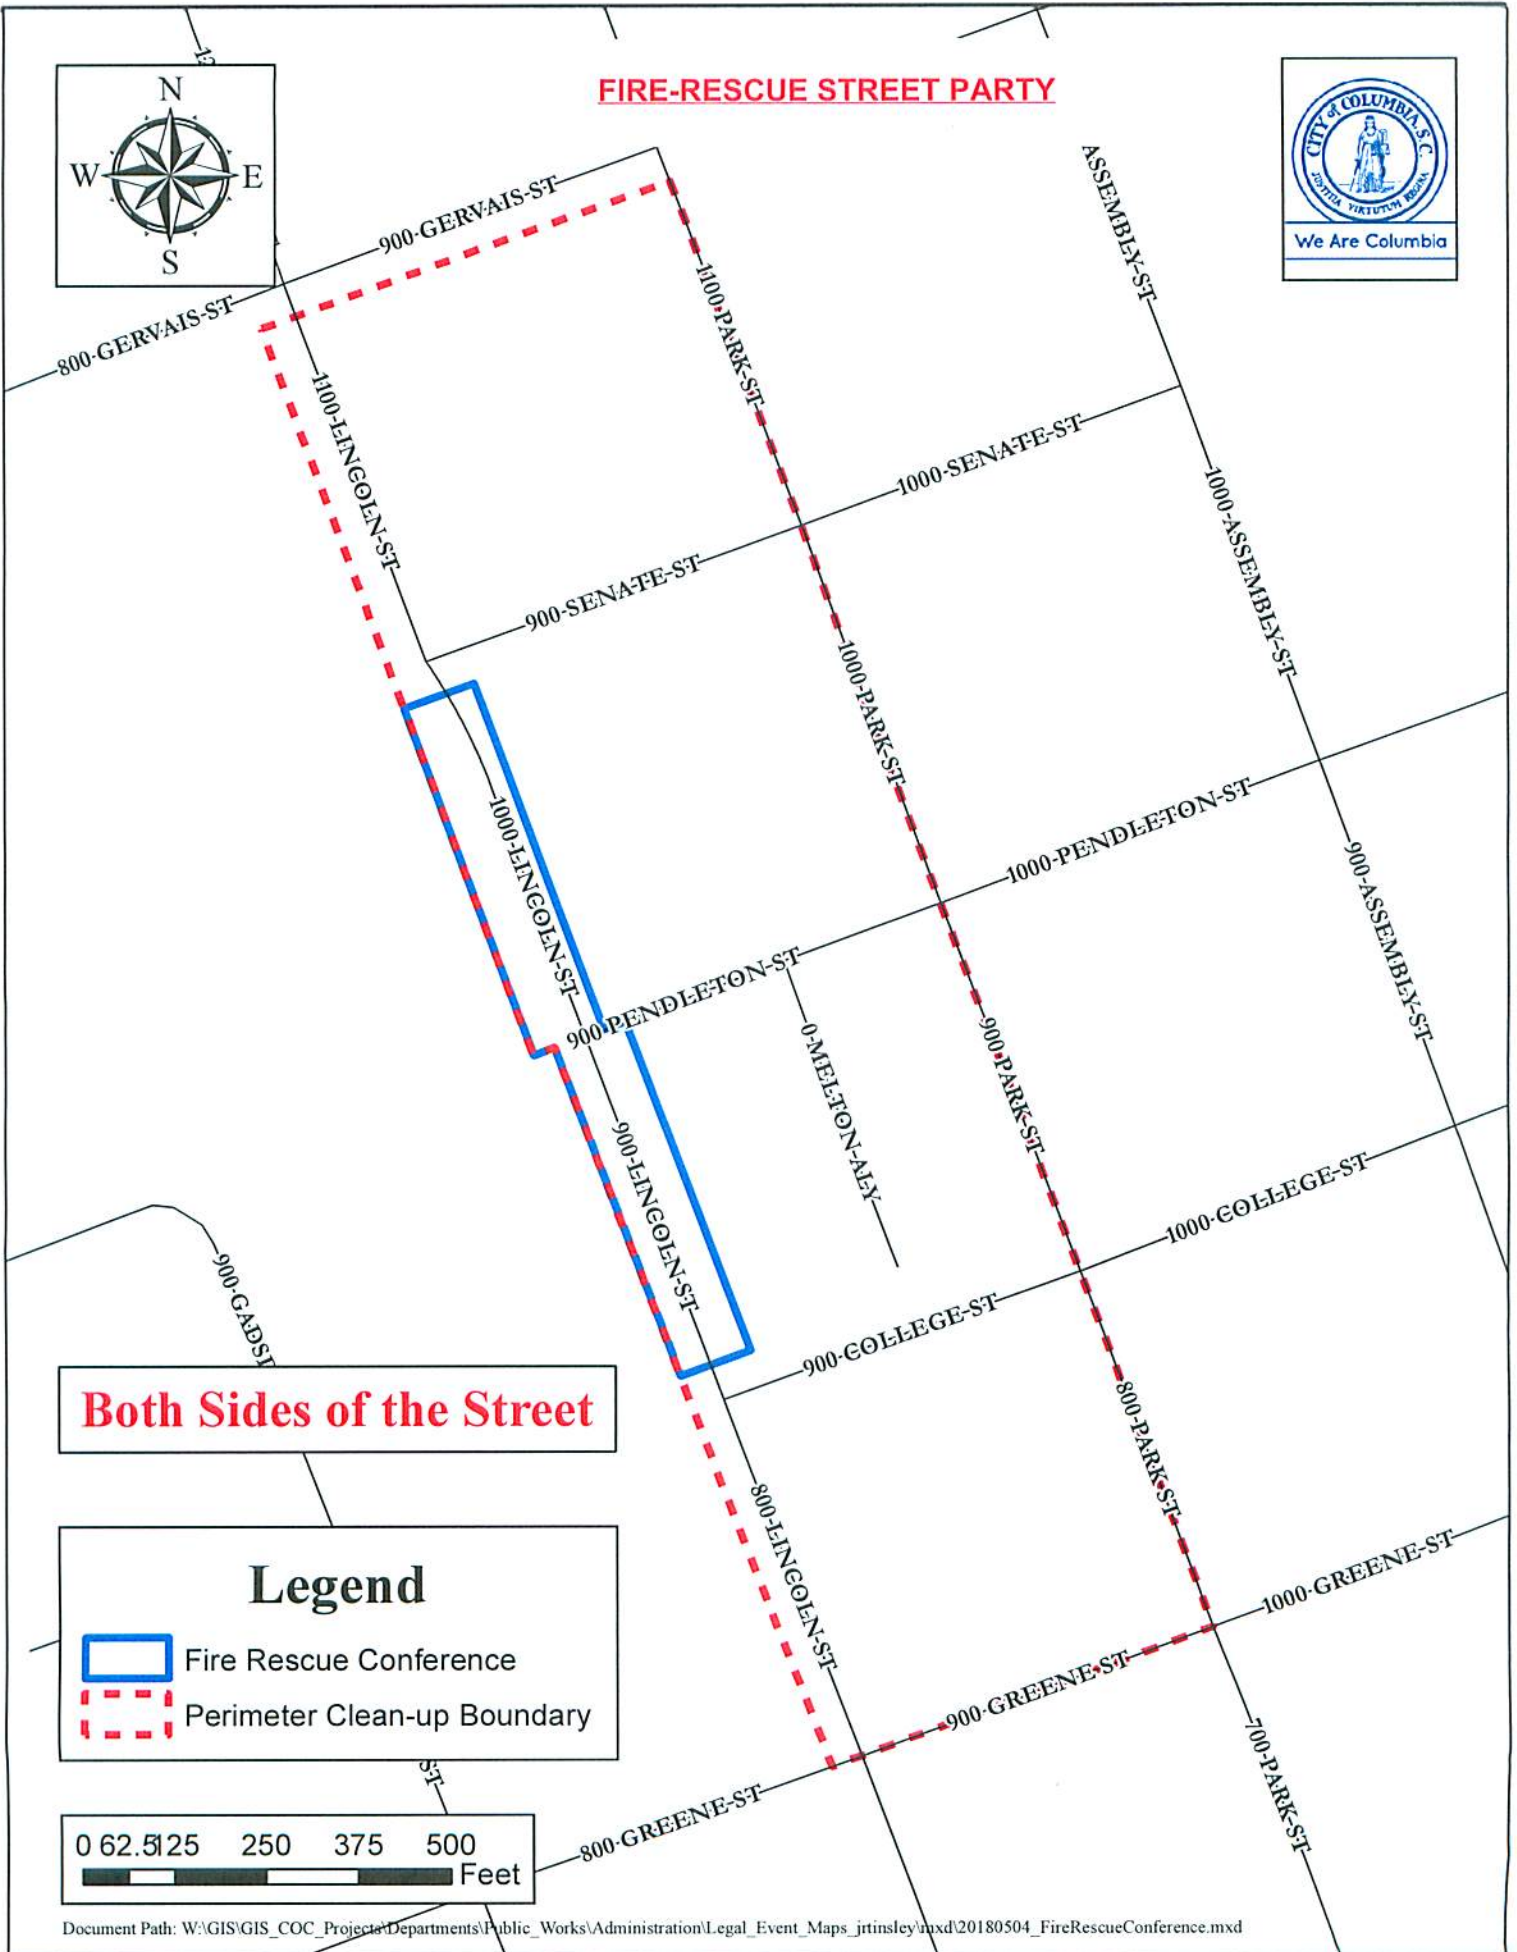 FIRE-RESCUE STREET PARTY
N
W
E
S
CITY of COLUMBIA, S.C.
JUSTITIA VIRTUTUM REGINA
We Are Columbia
ASSEMBLY-ST
900-GERVAIS-ST
800-GERVAIS-ST
1100-PARK-ST
1100-LINCOLN-ST
1000-SENATE-ST
1000-ASSEMBLY-ST
900-SENATE-ST
1000-PARK-ST
1000-PENDLETON-ST
1000-LINCOLN-ST
900-ASSEMBLY-ST
900-PENDLETON-ST
0-MELTON-ALY
900-PARK-ST
900-LINCOLN-ST
1000-COLLEGE-ST
900-GADSD
900-COLLEGE-ST
Both Sides of the Street
800-PARK-ST
800-LINCOLN-ST
1000-GREENE-ST
Legend
Fire Rescue Conference
Perimeter Clean-up Boundary
900-GREENE-ST
700-PARK-ST
ST
800-GREENE-ST
0 62.5 125 250 375 500
Feet
Document Path: W:\GIS\GIS_COC_Projects\Departments\Public_Works\Administration\Legal_Event_Maps_jrtinsley\mxd\20180504_FireRescueConference.mxd